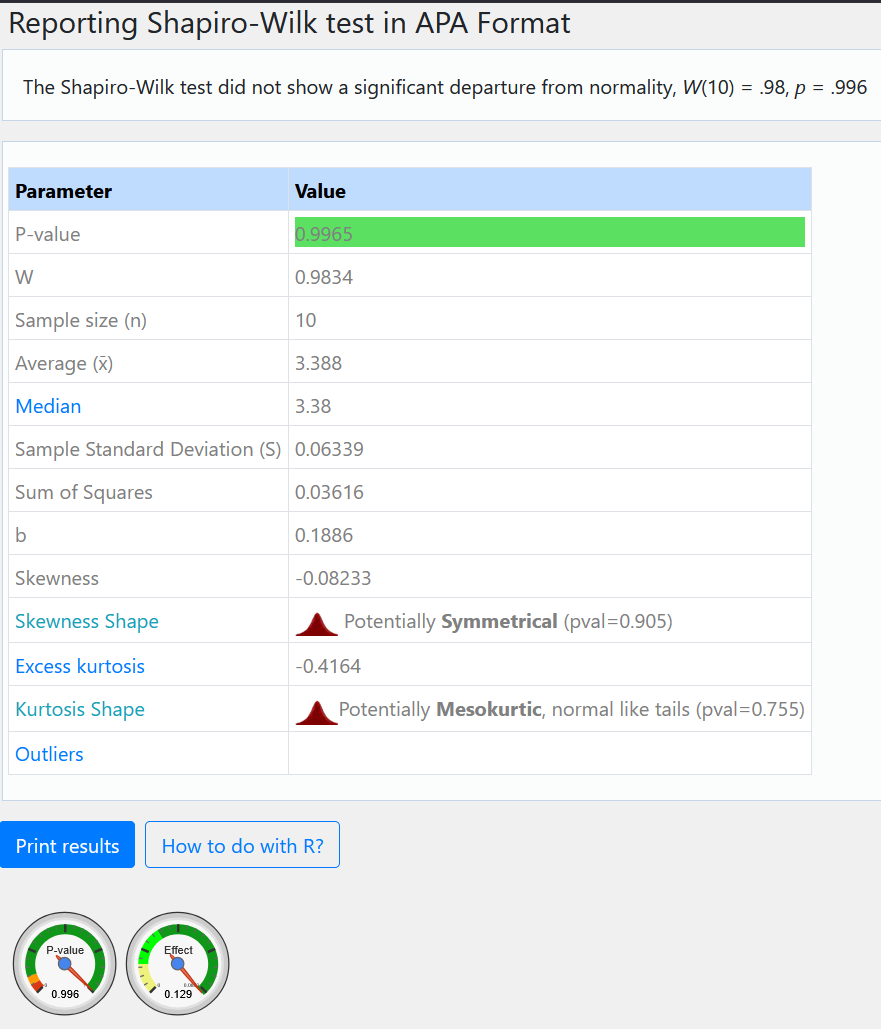 Reporting Shapiro-Wilk test in APA Format
The Shapiro-Wilk test did not show a significant departure from normality, W(10) = .98, p = .996
Parameter Value
P-value 0.9965
W 0.9834
Sample size (n) 10
Average (x̄) 3.388
Median 3.38
Sample Standard Deviation (S) 0.06339
Sum of Squares 0.03616
b 0.1886
Skewness -0.08233
Skewness Shape Potentially Symmetrical (pval=0.905)
Excess kurtosis -0.4164
Kurtosis Shape Potentially Mesokurtic, normal like tails (pval=0.755)
Outliers
Print results How to do with R?
P-value Effect
0.996 0.129